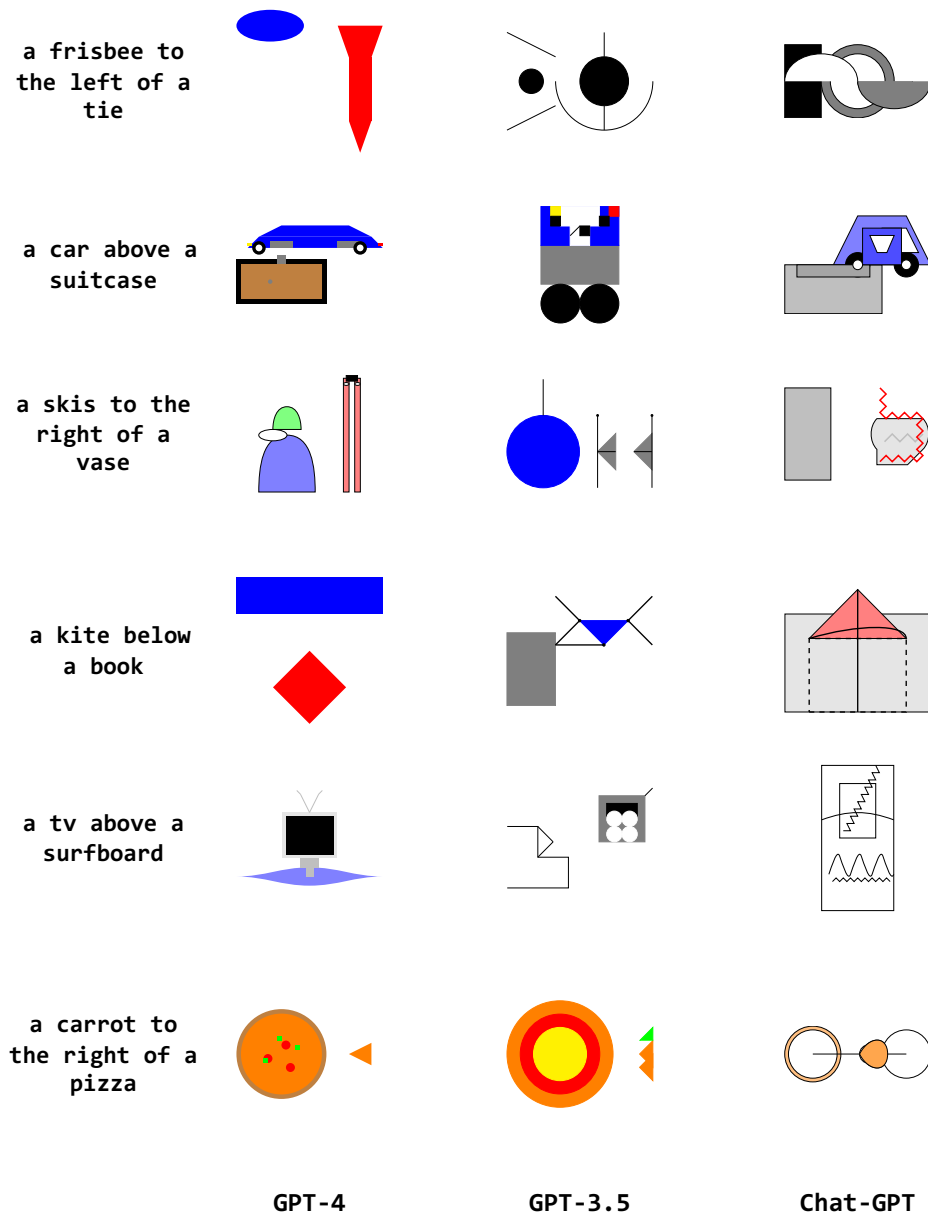 a frisbee to
the left of a
tie
a car above a
suitcase
a skis to the
right of a
vase
a kite below
a book
a tv above a
surfboard
a carrot to
the right of a
pizza
GPT-4
GPT-3.5
Chat-GPT